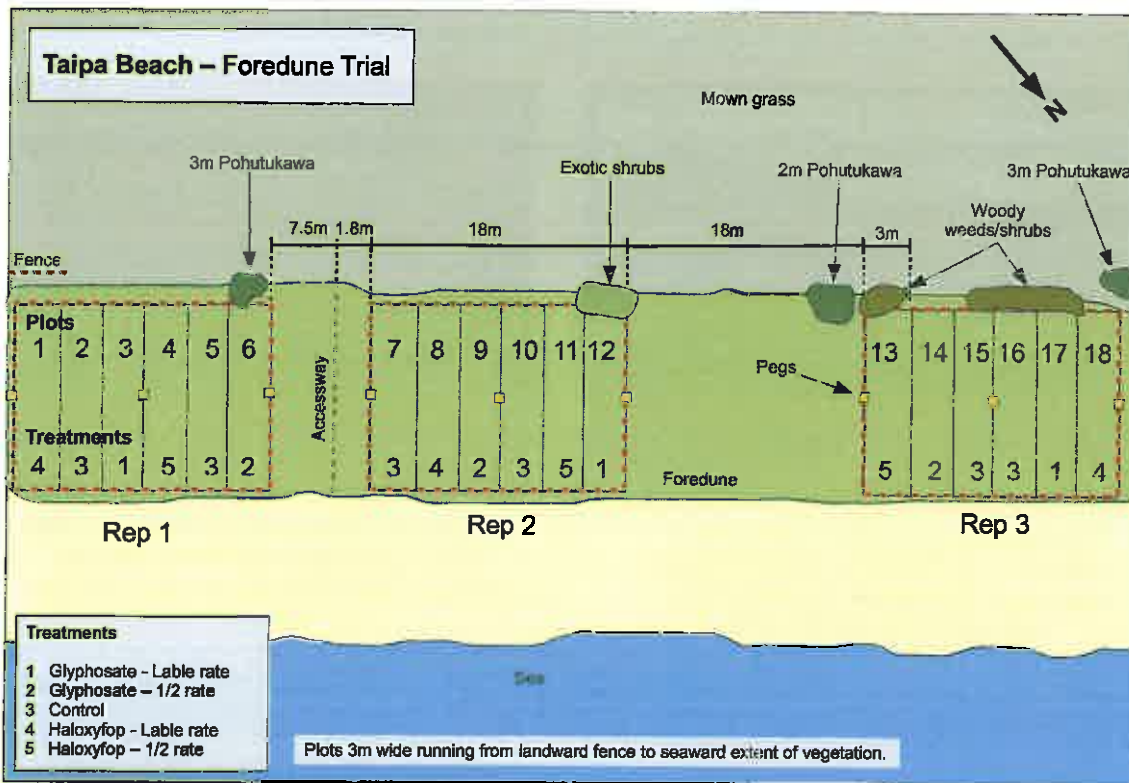 Taipa Beach – Foredune Trial
N
Mown grass
3m Pohutukawa
Exotic shrubs
2m Pohutukawa
3m Pohutukawa
Woody
weeds/shrubs
7.5m 1.8m 18m 18m 3m
Fence
Plots
1 2 3 4 5 6
7 8 9 10 11 12
13 14 15 16 17 18
Pegs
Accessway
Treatments
4 3 1 5 3 2
3 4 2 3 5 1
5 2 3 3 1 4
Foredune
Rep 1
Rep 2
Rep 3
Treatments
1 Glyphosate - Lable rate
2 Glyphosate – 1/2 rate
3 Control
4 Haloxyfop - Lable rate
5 Haloxyfop – 1/2 rate
Sea
Plots 3m wide running from landward fence to seaward extent of vegetation.